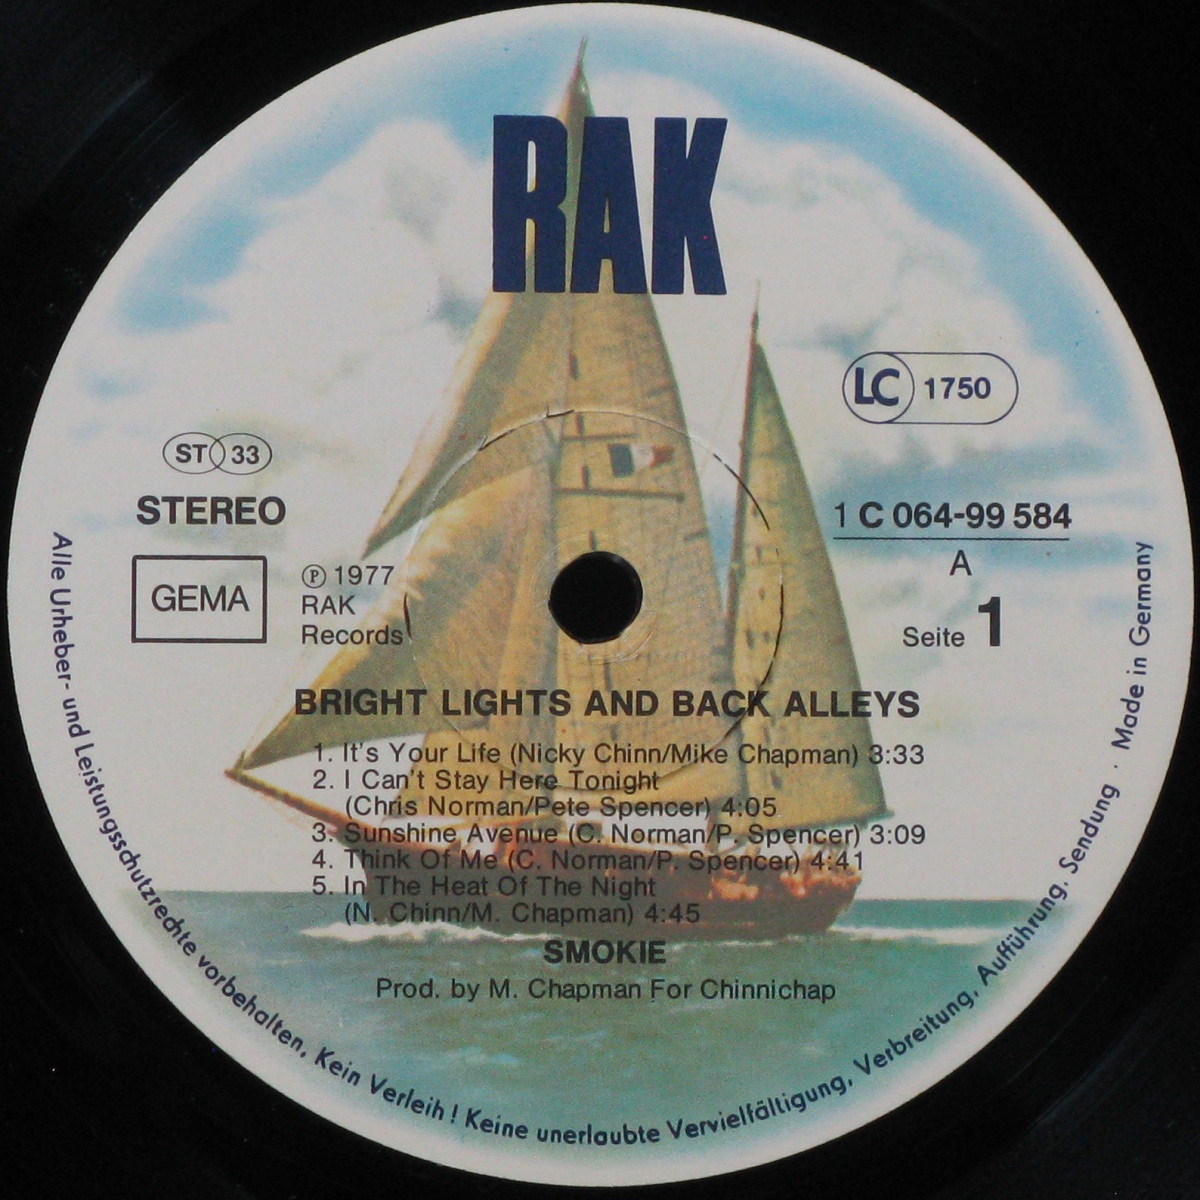 RAK
LC 1750
ST 33
STEREO
1 C 064-99 584
A
GEMA
℗ 1977
RAK
Records
Seite 1
BRIGHT LIGHTS AND BACK ALLEYS
1. It's Your Life (Nicky Chinn/Mike Chapman) 3:33
2. I Can't Stay Here Tonight
(Chris Norman/Pete Spencer) 4:05
3. Sunshine Avenue (C. Norman/P. Spencer) 3:09
4. Think Of Me (C. Norman/P. Spencer) 4:41
5. In The Heat Of The Night
(N. Chinn/M. Chapman) 4:45
SMOKIE
Prod. by M. Chapman For Chinnichap
Alle Urheber- und Leistungsschutzrechte vorbehalten. Kein Verleih! Keine unerlaubte Vervielfältigung, Verbreitung, Aufführung, Sendung · Made in Germany